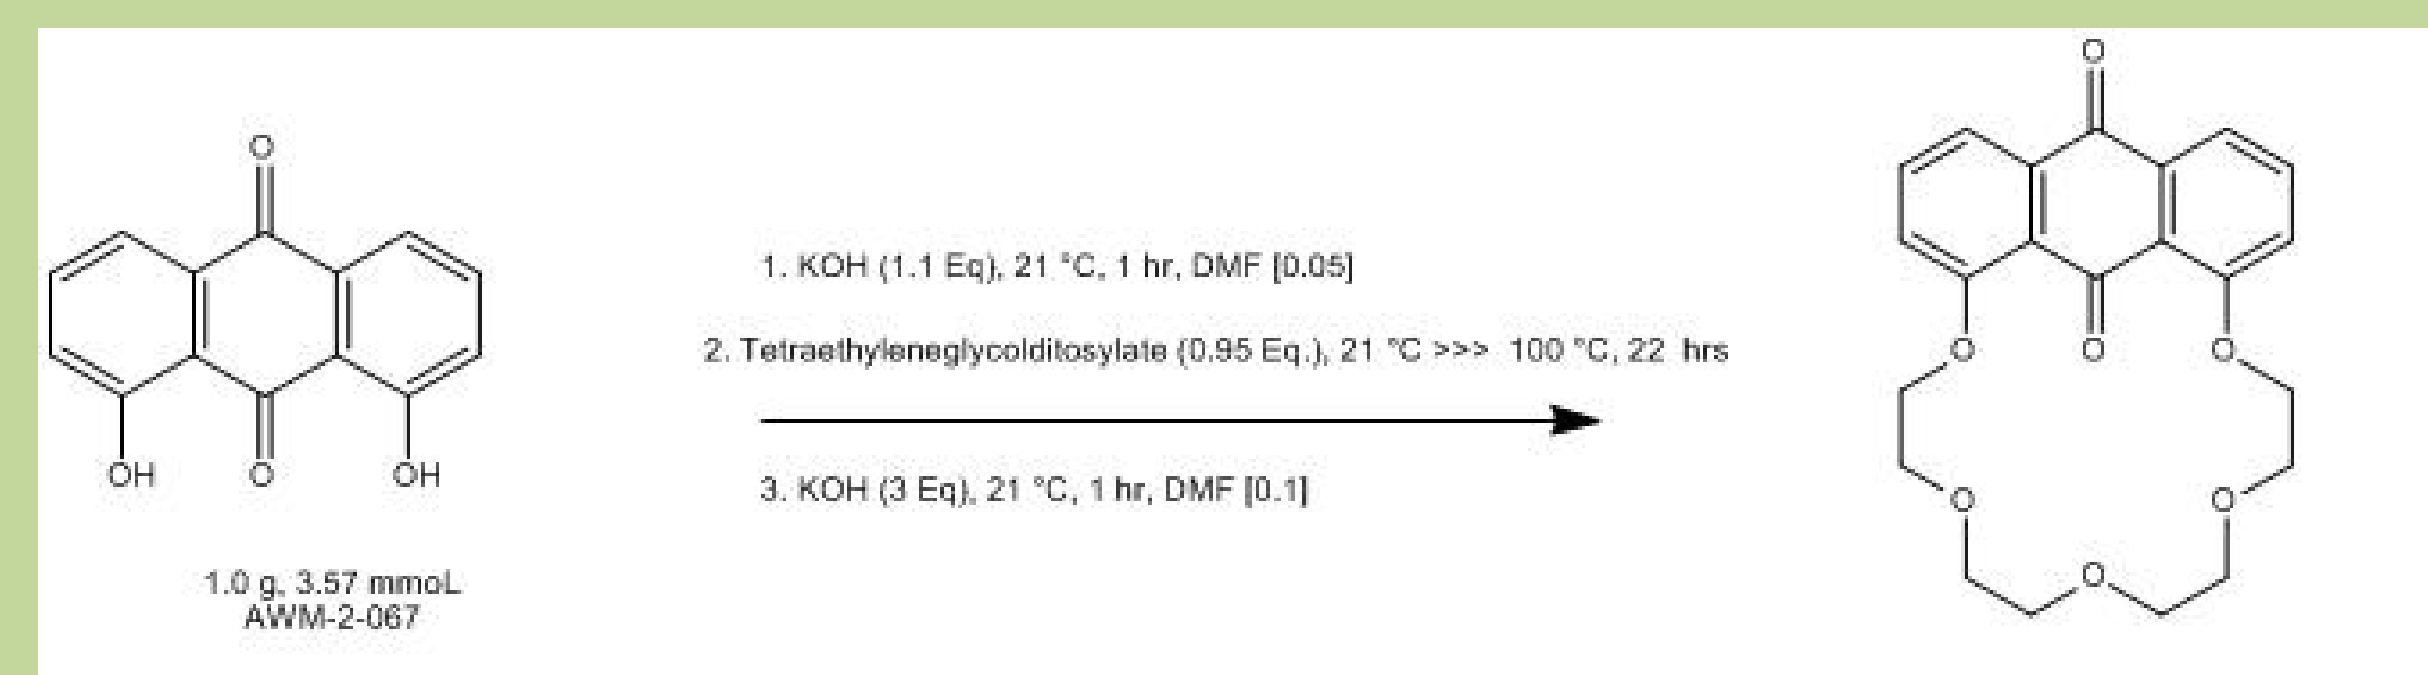 O
OH
O
OH
1.0 g, 3.57 mmoL
AWM-2-067
1. KOH (1.1 Eq), 21 °C, 1 hr, DMF [0.05]
2. Tetraethyleneglycolditosylate (0.95 Eq.), 21 °C >>> 100 °C, 22 hrs
3. KOH (3 Eq), 21 °C, 1 hr, DMF [0.1]
O
O
O
O
O
O
O